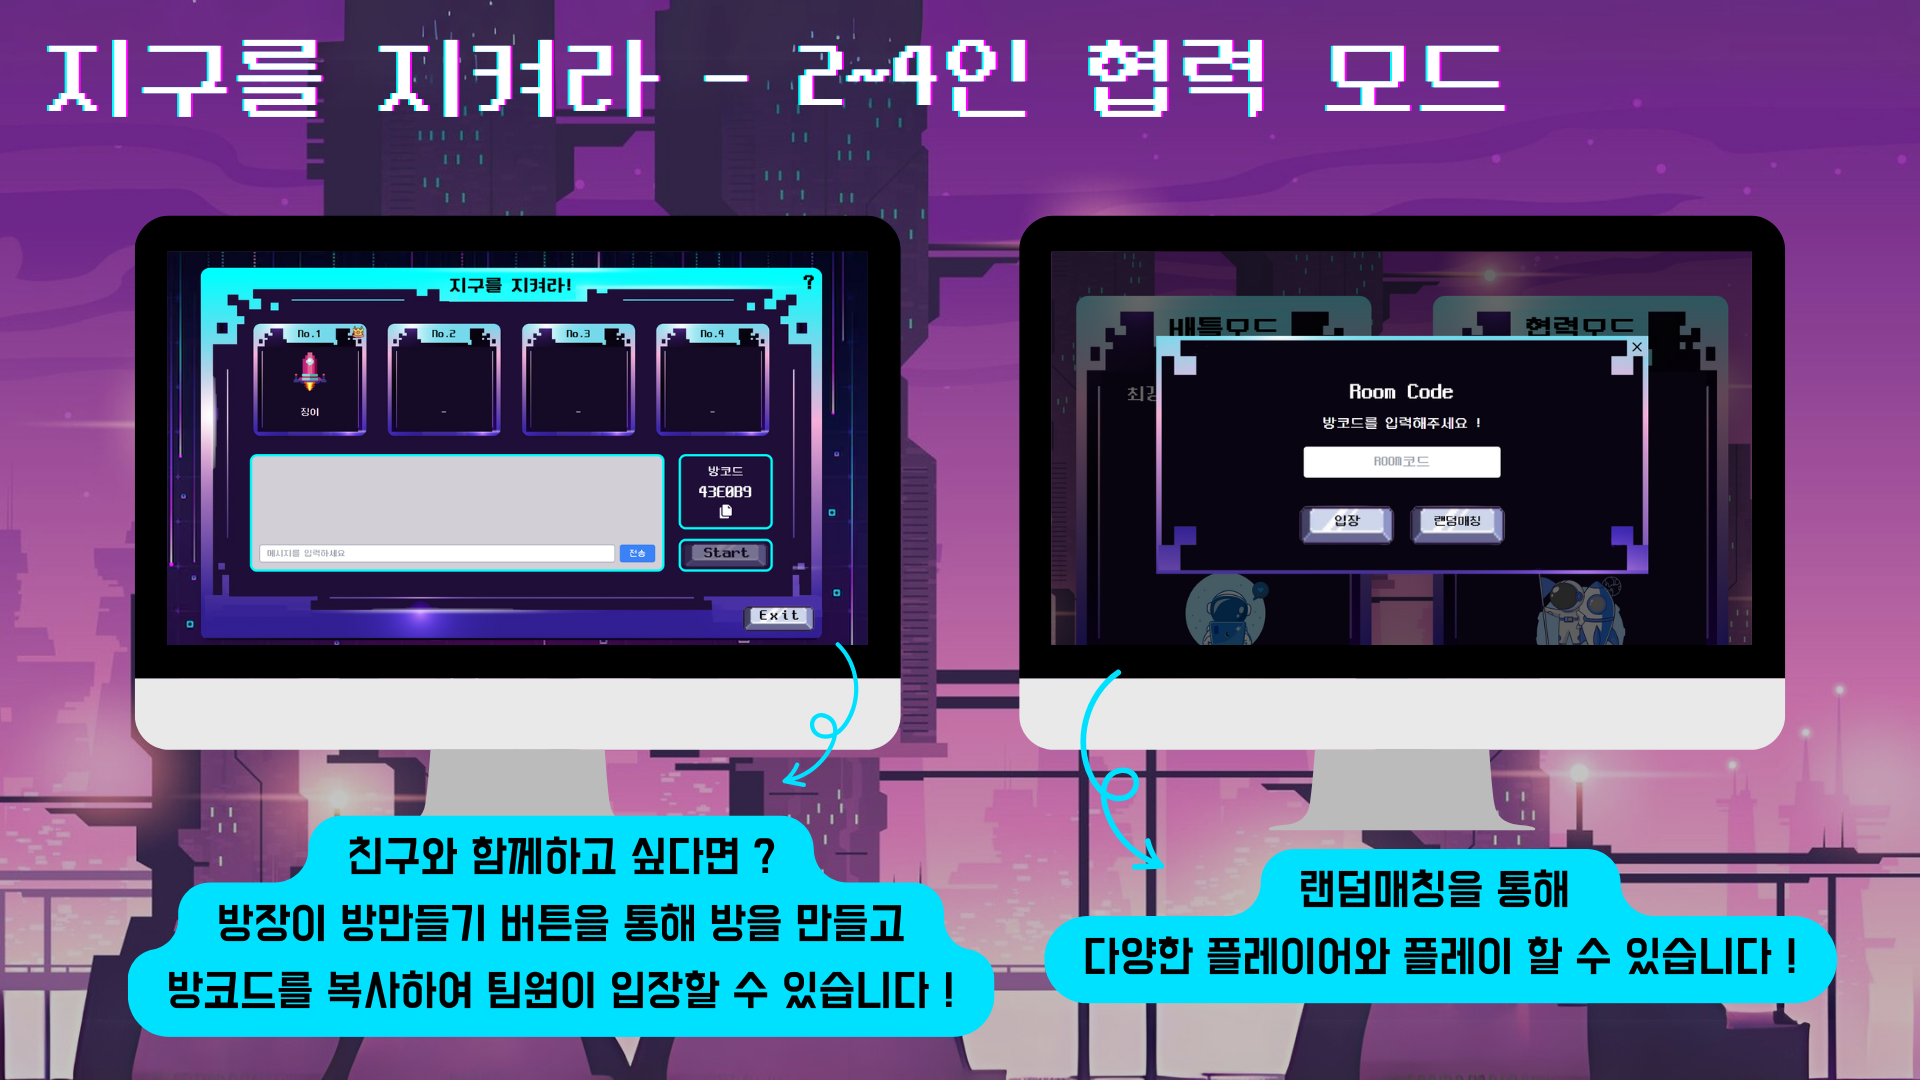 지구를 지켜라 - 2~4인 협력 모드
지구를 지켜라!
?
No.1
No.2
No.3
No.4
징이
-
-
-
방코드
43E0B9
메시지를 입력하세요
전송
Start
Exit
배틀모드
협력모드
최강
Room Code
방코드를 입력해주세요 !
ROOM코드
입장
랜덤매칭
친구와 함께하고 싶다면 ?
방장이 방만들기 버튼을 통해 방을 만들고
방코드를 복사하여 팀원이 입장할 수 있습니다 !
랜덤매칭을 통해
다양한 플레이어와 플레이 할 수 있습니다 !